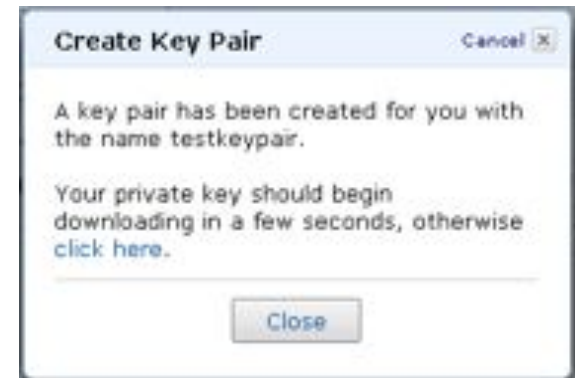 Create Key Pair Cancel
A key pair has been created for you with
the name testkeypair.
Your private key should begin
downloading in a few seconds, otherwise
click here.
Close